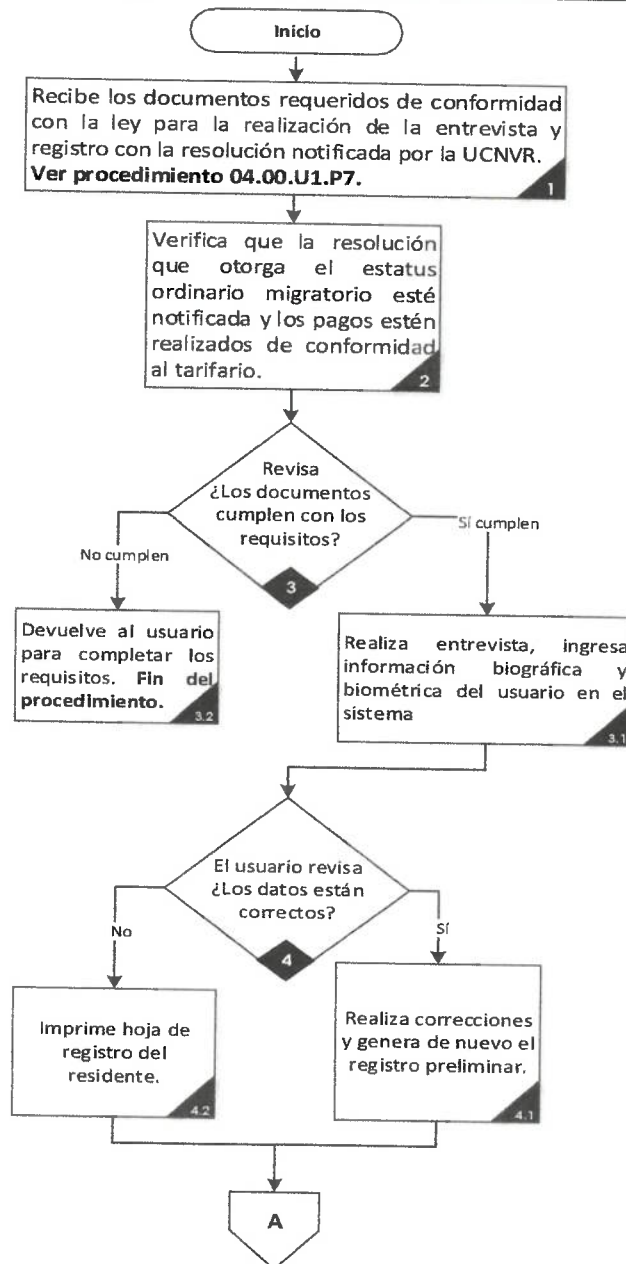 Inicio
Recibe los documentos requeridos de conformidad
con la ley para la realización de la entrevista y
registro con la resolución notificada por la UCNVR.
Ver procedimiento 04.00.U1.P7.
1
Verifica que la resolución
que otorga el estatus
ordinario migratorio esté
notificada y los pagos estén
realizados de conformidad
al tarifario.
2
Revisa
¿Los documentos
cumplen con los
requisitos?
3
No cumplen
Sí cumplen
Devuelve al usuario
para completar los
requisitos. Fin del
procedimiento.
3.2
Realiza entrevista, ingresa
información biográfica y
biométrica del usuario en el
sistema
3.1
El usuario revisa
¿Los datos están
correctos?
4
No
Sí
Imprime hoja de
registro del
residente.
4.2
Realiza correcciones
y genera de nuevo el
registro preliminar.
4.1
A